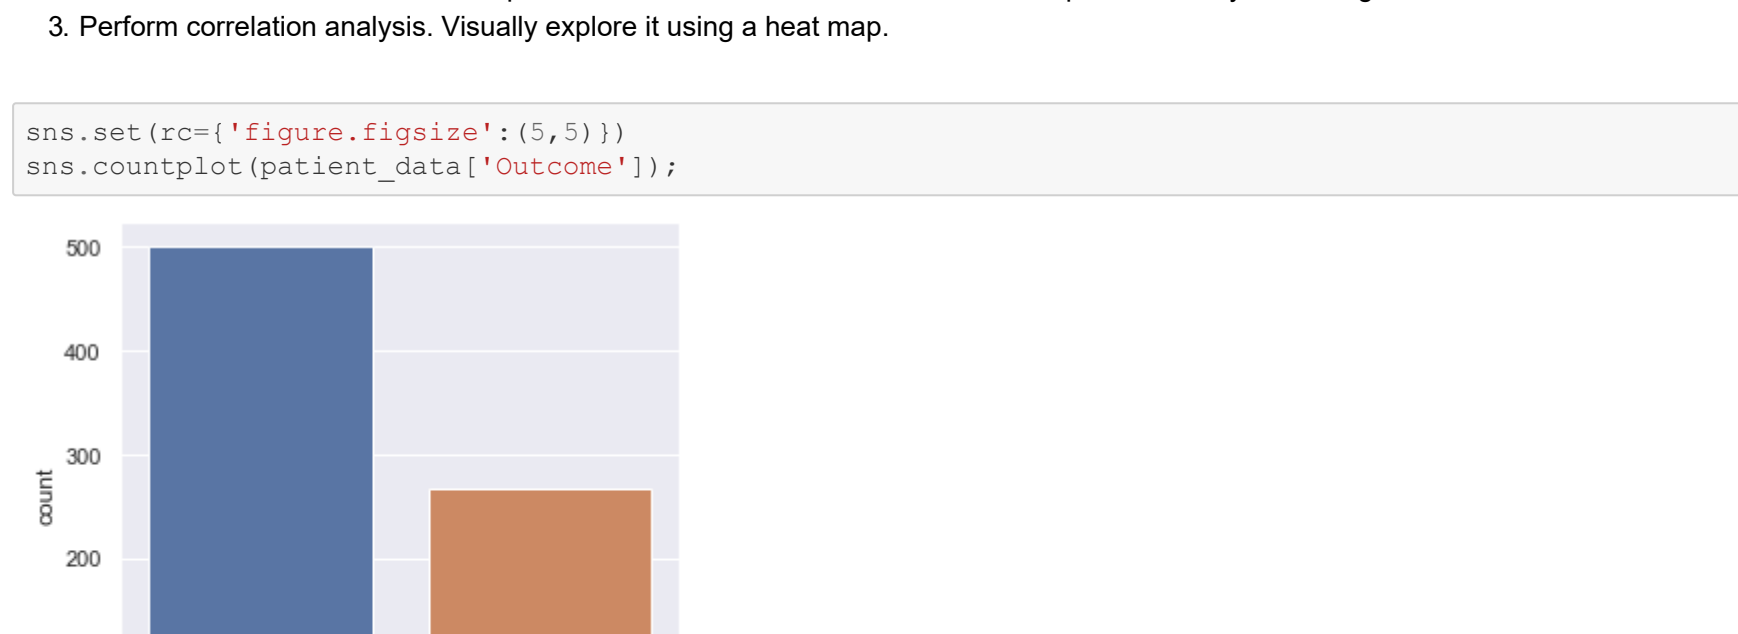 3. Perform correlation analysis. Visually explore it using a heat map.
sns.set(rc={'figure.figsize':(5,5)})
sns.countplot(patient_data['Outcome']);
500
400
300
200
count